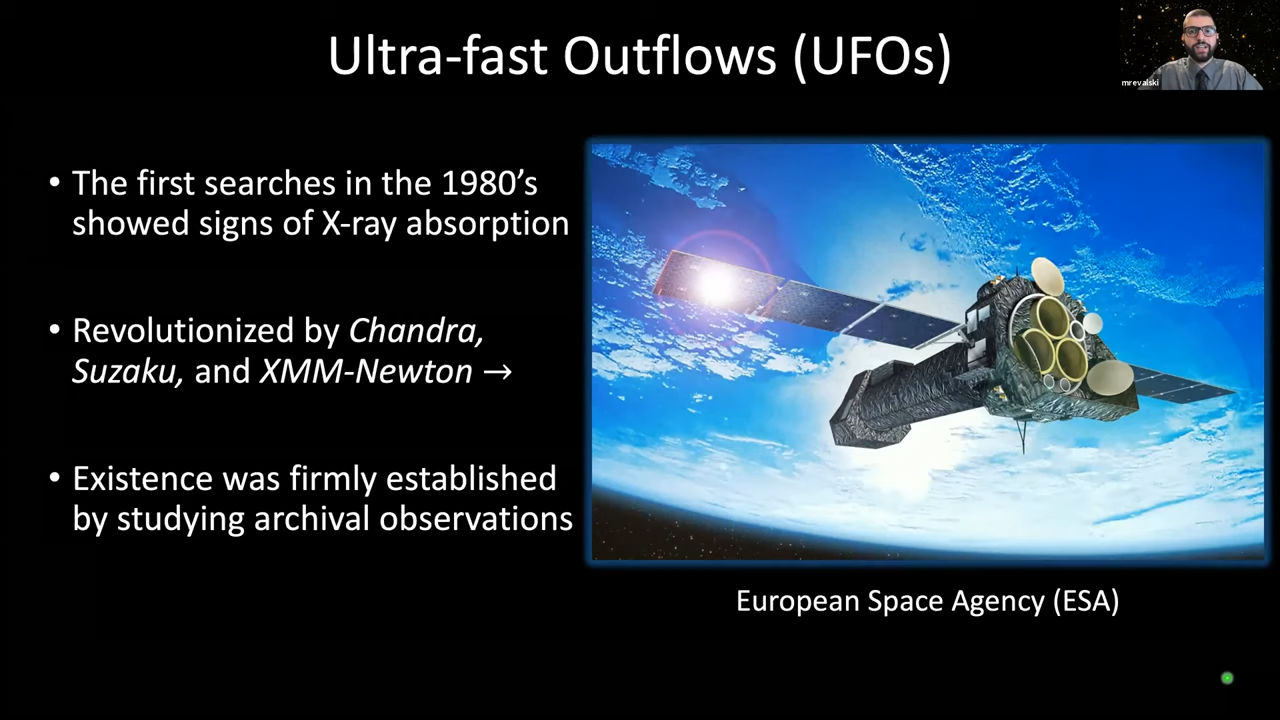 Ultra-fast Outflows (UFOs)
mrevalski
• The first searches in the 1980’s
showed signs of X-ray absorption
• Revolutionized by Chandra,
Suzaku, and XMM-Newton →
• Existence was firmly established
by studying archival observations
European Space Agency (ESA)